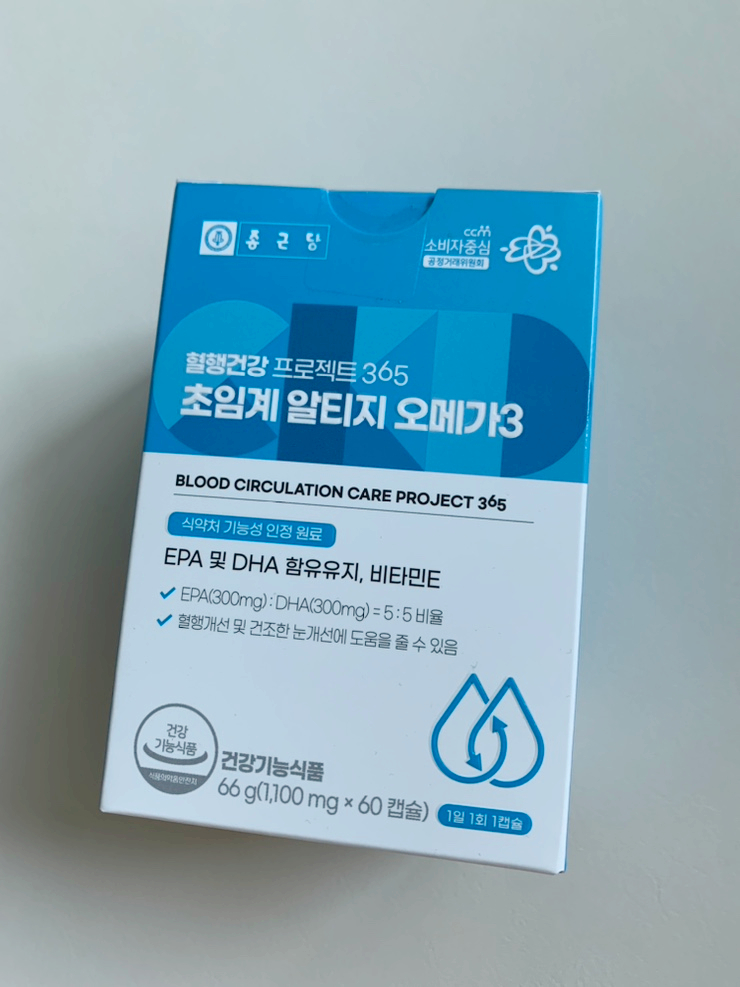 종근당
CCM
소비자중심
공정거래위원회
혈행건강 프로젝트 365
초임계 알티지 오메가3
BLOOD CIRCULATION CARE PROJECT 365
식약처 기능성 인정 원료
EPA 및 DHA 함유유지, 비타민E
EPA(300mg) : DHA(300mg) = 5 : 5 비율
혈행개선 및 건조한 눈개선에 도움을 줄 수 있음
건강
기능식품
식품의약품안전처
건강기능식품
66 g(1,100 mg × 60 캡슐)
1일 1회 1캡슐